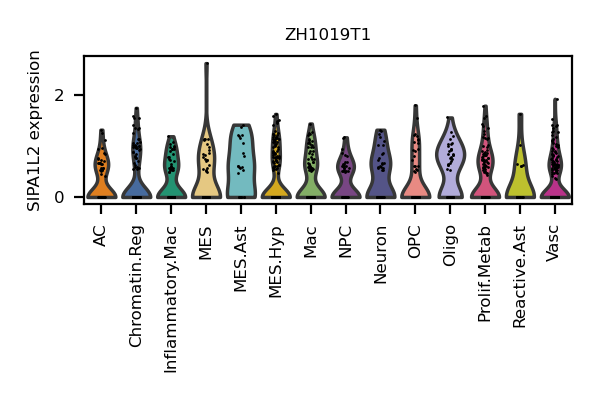 ZH1019T1
SIPA1L2 expression
2
0
AC
Chromatin.Reg
Inflammatory.Mac
MES
MES.Ast
MES.Hyp
Mac
NPC
Neuron
OPC
Oligo
Prolif.Metab
Reactive.Ast
Vasc